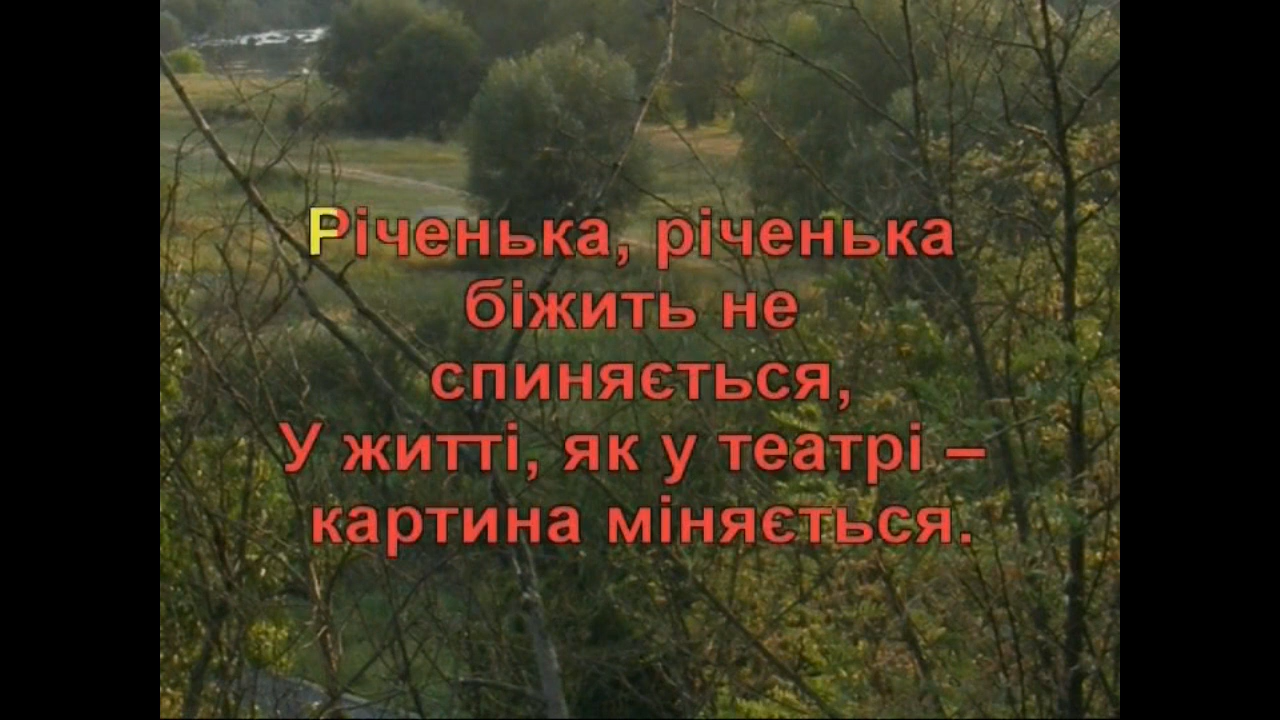 Річенька, річенька
біжить не
спиняється,
У житті, як у театрі –
картина міняється.